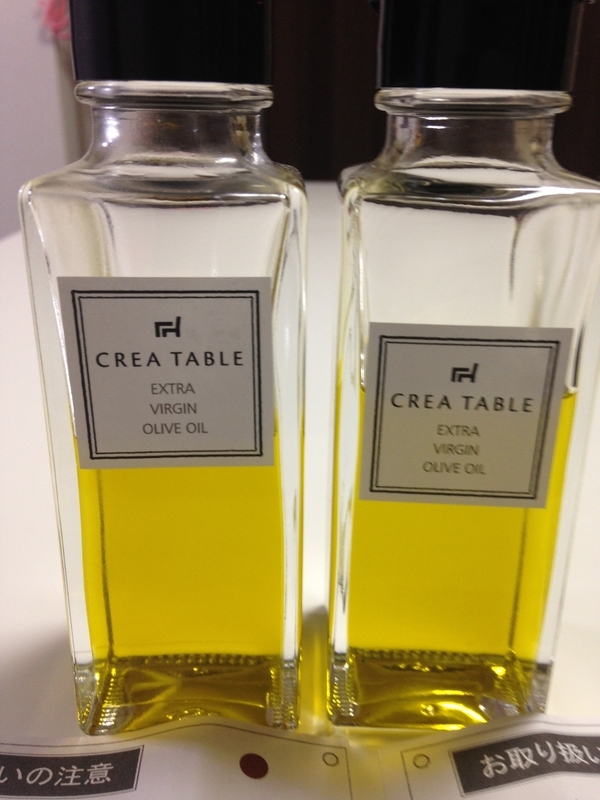 CREA TABLE
EXTRA
VIRGIN
OLIVE OIL
CREA TABLE
EXTRA
VIRGIN
OLIVE OIL
いの注意
お取り扱い